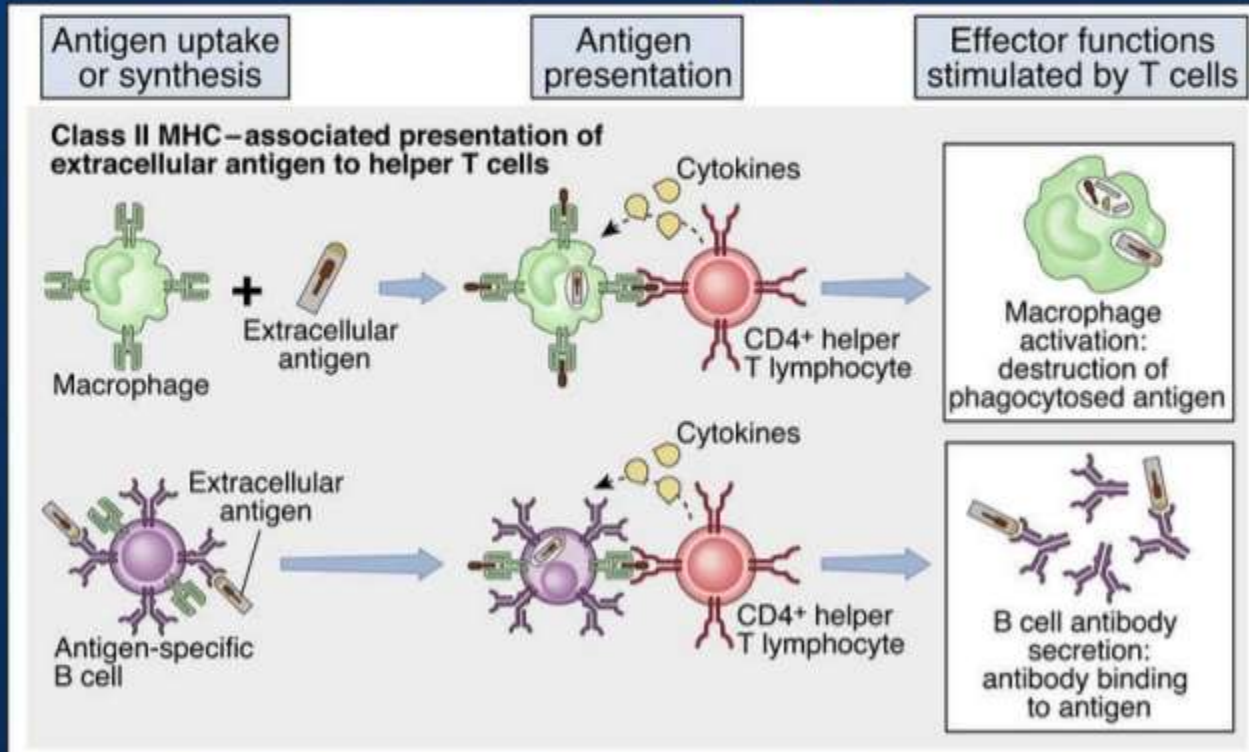 Antigen uptake
or synthesis
Antigen
presentation
Effector functions
stimulated by T cells
Class II MHC–associated presentation of
extracellular antigen to helper T cells
Cytokines
Macrophage
+
Extracellular
antigen
CD4+ helper
T lymphocyte
Macrophage
activation:
destruction of
phagocytosed antigen
Extracellular
antigen
Antigen-specific
B cell
Cytokines
CD4+ helper
T lymphocyte
B cell antibody
secretion:
antibody binding
to antigen